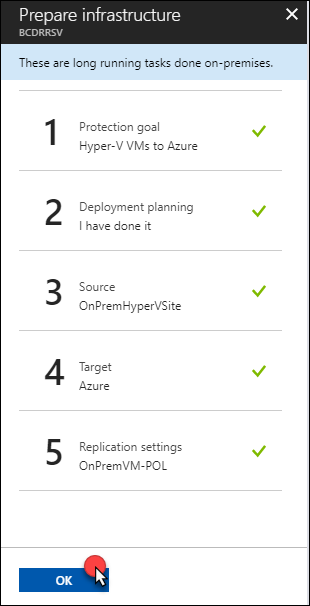 Prepare infrastructure
BCDRRSV
These are long running tasks done on-premises.
1
Protection goal
Hyper-V VMs to Azure
2
Deployment planning
I have done it
3
Source
OnPremHyperVSite
4
Target
Azure
5
Replication settings
OnPremVM-POL
OK